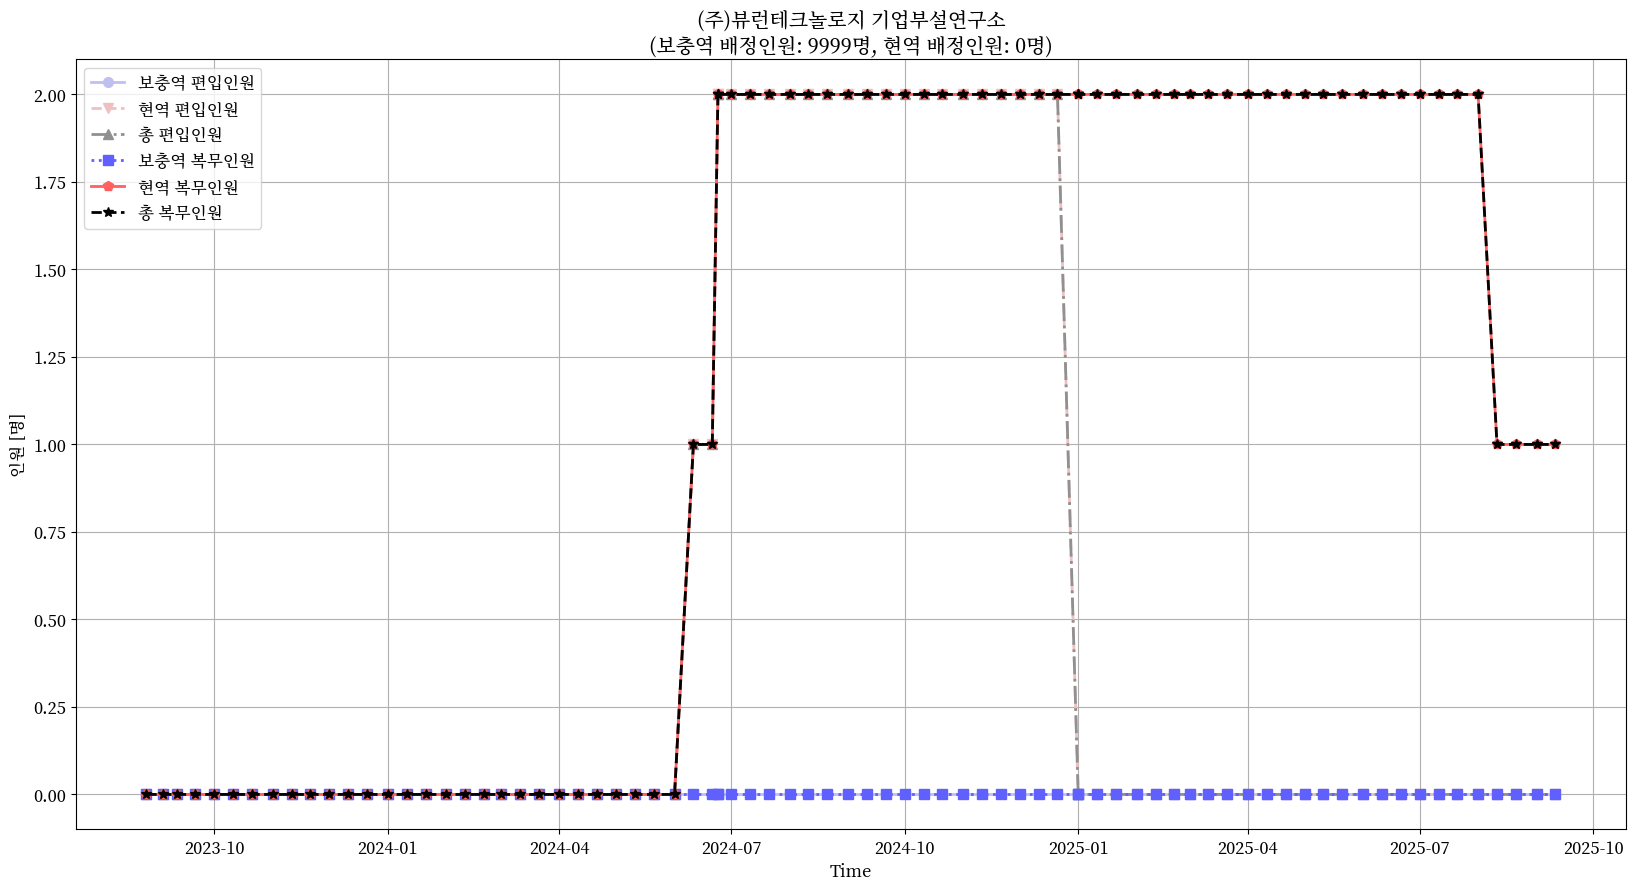 (주)뷰런테크놀로지 기업부설연구소
(보충역 배정인원: 9999명, 현역 배정인원: 0명)
보충역 편입인원
현역 편입인원
총 편입인원
보충역 복무인원
현역 복무인원
총 복무인원
2.00
1.75
1.50
1.25
1.00
0.75
0.50
0.25
0.00
인원 [명]
2023-10
2024-01
2024-04
2024-07
2024-10
2025-01
2025-04
2025-07
2025-10
Time